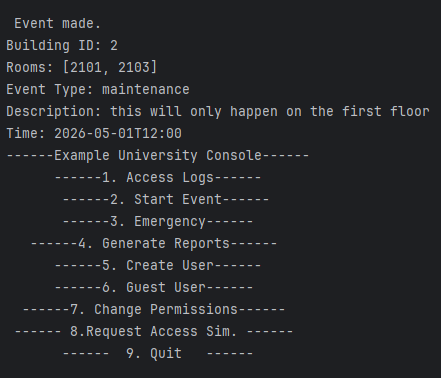 Event made.
Building ID: 2
Rooms: [2101, 2103]
Event Type: maintenance
Description: this will only happen on the first floor
Time: 2026-05-01T12:00
------Example University Console------
------1. Access Logs------
------2. Start Event------
------3. Emergency------
------4. Generate Reports------
------5. Create User------
------6. Guest User------
------7. Change Permissions------
------ 8.Request Access Sim. ------
------  9. Quit   ------